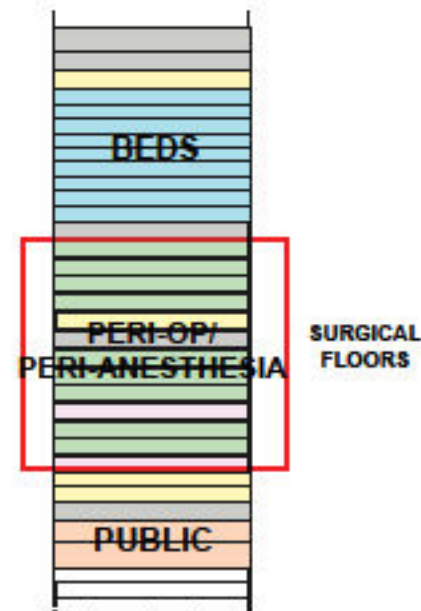 BEDS
PERI-OP/
PERI-ANESTHESIA
SURGICAL
FLOORS
PUBLIC